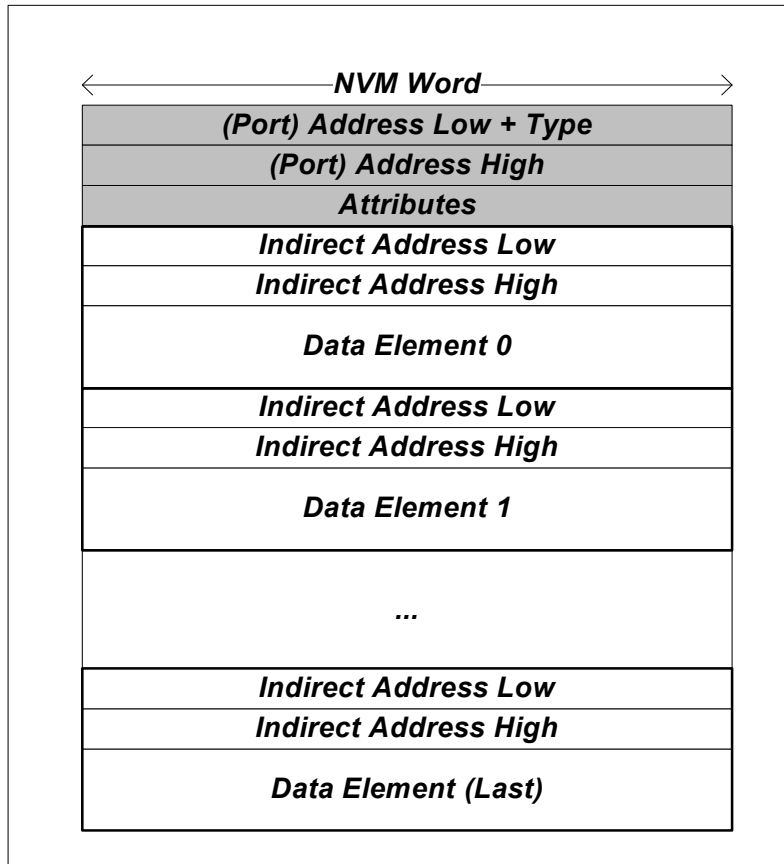 NVM Word
(Port) Address Low + Type
(Port) Address High
Attributes
Indirect Address Low
Indirect Address High
Data Element 0
Indirect Address Low
Indirect Address High
Data Element 1
...
Indirect Address Low
Indirect Address High
Data Element (Last)